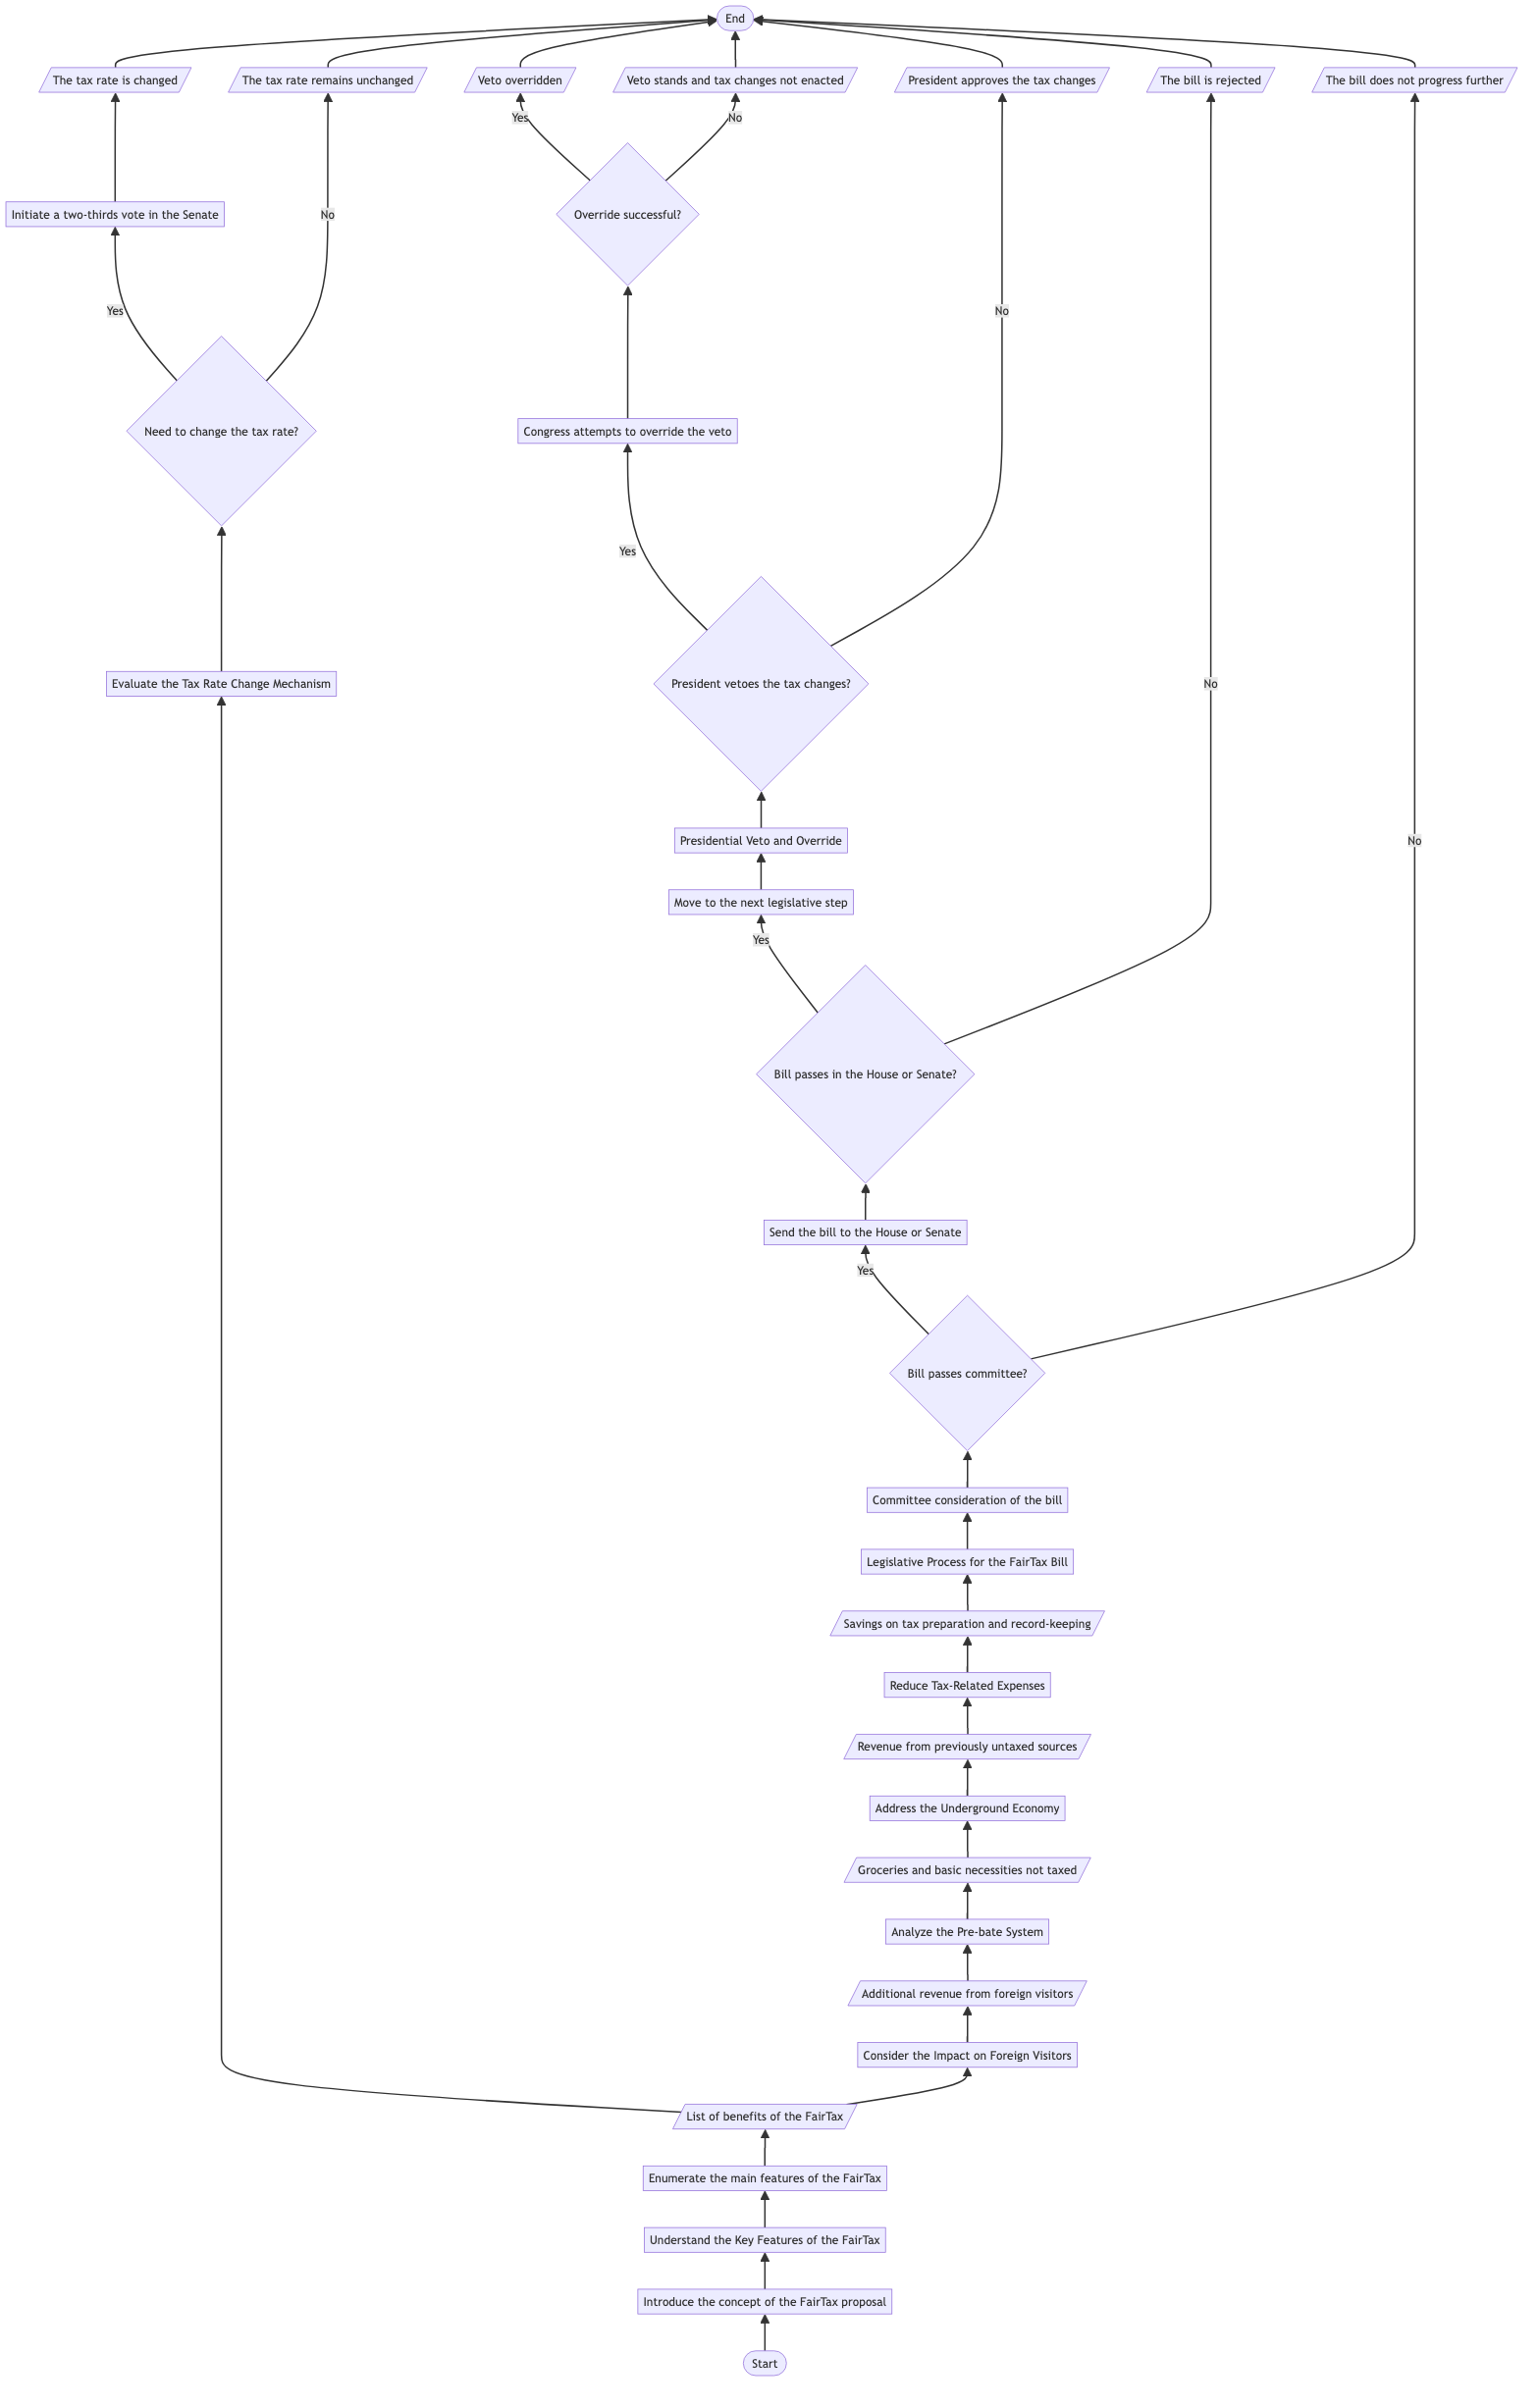 End
The tax rate is changed
The tax rate remains unchanged
Veto overridden
Veto stands and tax changes not enacted
President approves the tax changes
The bill is rejected
The bill does not progress further
Yes
No
Override successful?
Initiate a two-thirds vote in the Senate
No
Yes
No
Need to change the tax rate?
Congress attempts to override the veto
Yes
Evaluate the Tax Rate Change Mechanism
President vetoes the tax changes?
No
Presidential Veto and Override
No
Move to the next legislative step
Yes
Bill passes in the House or Senate?
Send the bill to the House or Senate
Yes
Bill passes committee?
Committee consideration of the bill
Legislative Process for the FairTax Bill
Savings on tax preparation and record-keeping
Reduce Tax-Related Expenses
Revenue from previously untaxed sources
Address the Underground Economy
Groceries and basic necessities not taxed
Analyze the Pre-bate System
Additional revenue from foreign visitors
Consider the Impact on Foreign Visitors
List of benefits of the FairTax
Enumerate the main features of the FairTax
Understand the Key Features of the FairTax
Introduce the concept of the FairTax proposal
Start